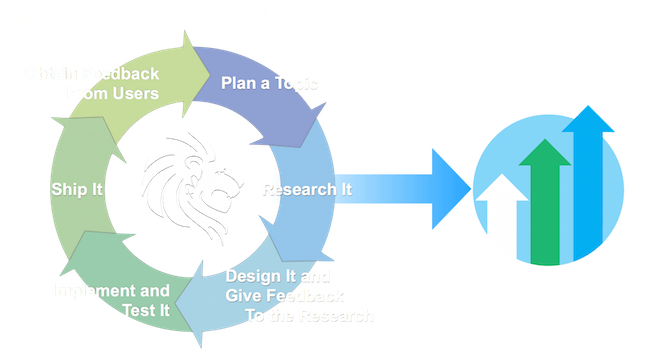 Plan a Topic
Research It
Design It and
Give Feedback
To the Research
Implement and
Test It
Ship It
Obtain Feedback
From Users